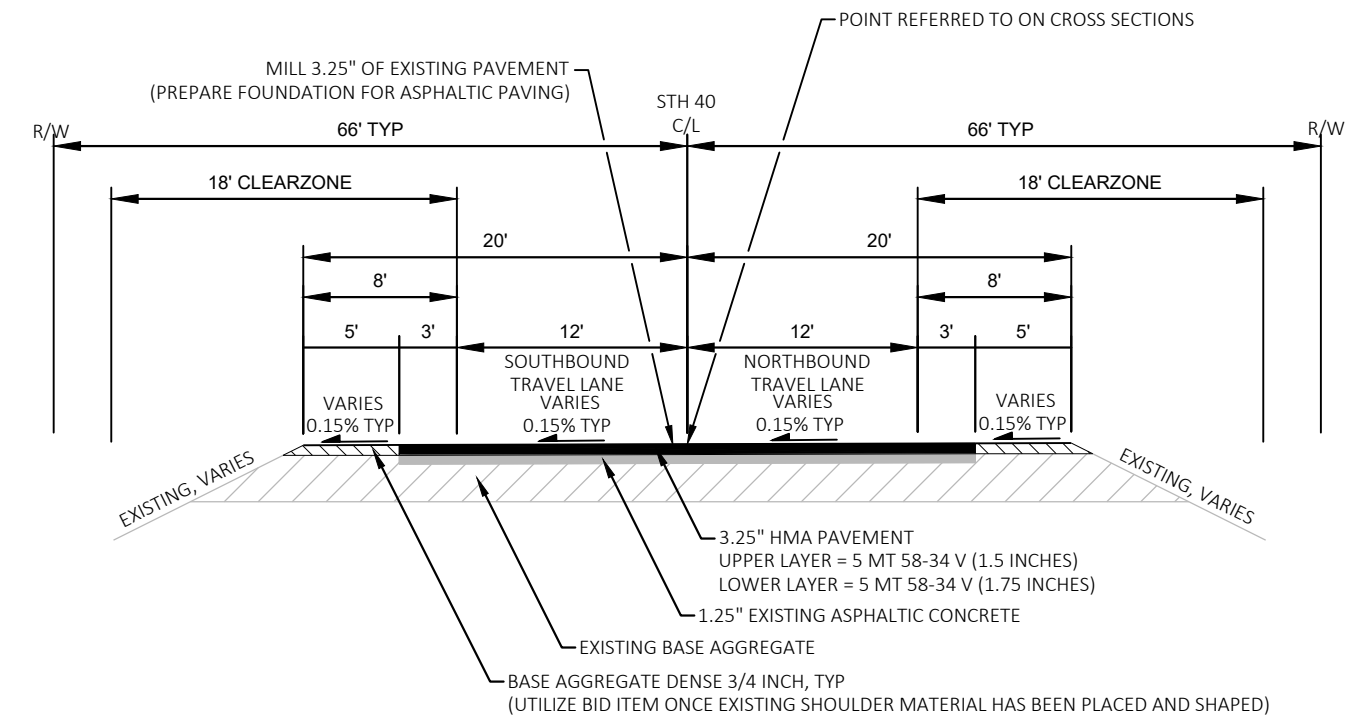 POINT REFERRED TO ON CROSS SECTIONS
MILL 3.25" OF EXISTING PAVEMENT
(PREPARE FOUNDATION FOR ASPHALTIC PAVING)
STH 40
C/L
R/W
66' TYP
66' TYP
R/W
18' CLEARZONE
18' CLEARZONE
20'
20'
8'
8'
5'
3'
12'
12'
3'
5'
SOUTHBOUND
TRAVEL LANE
VARIES
0.15% TYP
NORTHBOUND
TRAVEL LANE
VARIES
0.15% TYP
VARIES
0.15% TYP
VARIES
0.15% TYP
EXISTING, VARIES
EXISTING, VARIES
3.25" HMA PAVEMENT
UPPER LAYER = 5 MT 58-34 V (1.5 INCHES)
LOWER LAYER = 5 MT 58-34 V (1.75 INCHES)
1.25" EXISTING ASPHALTIC CONCRETE
EXISTING BASE AGGREGATE
BASE AGGREGATE DENSE 3/4 INCH, TYP
(UTILIZE BID ITEM ONCE EXISTING SHOULDER MATERIAL HAS BEEN PLACED AND SHAPED)